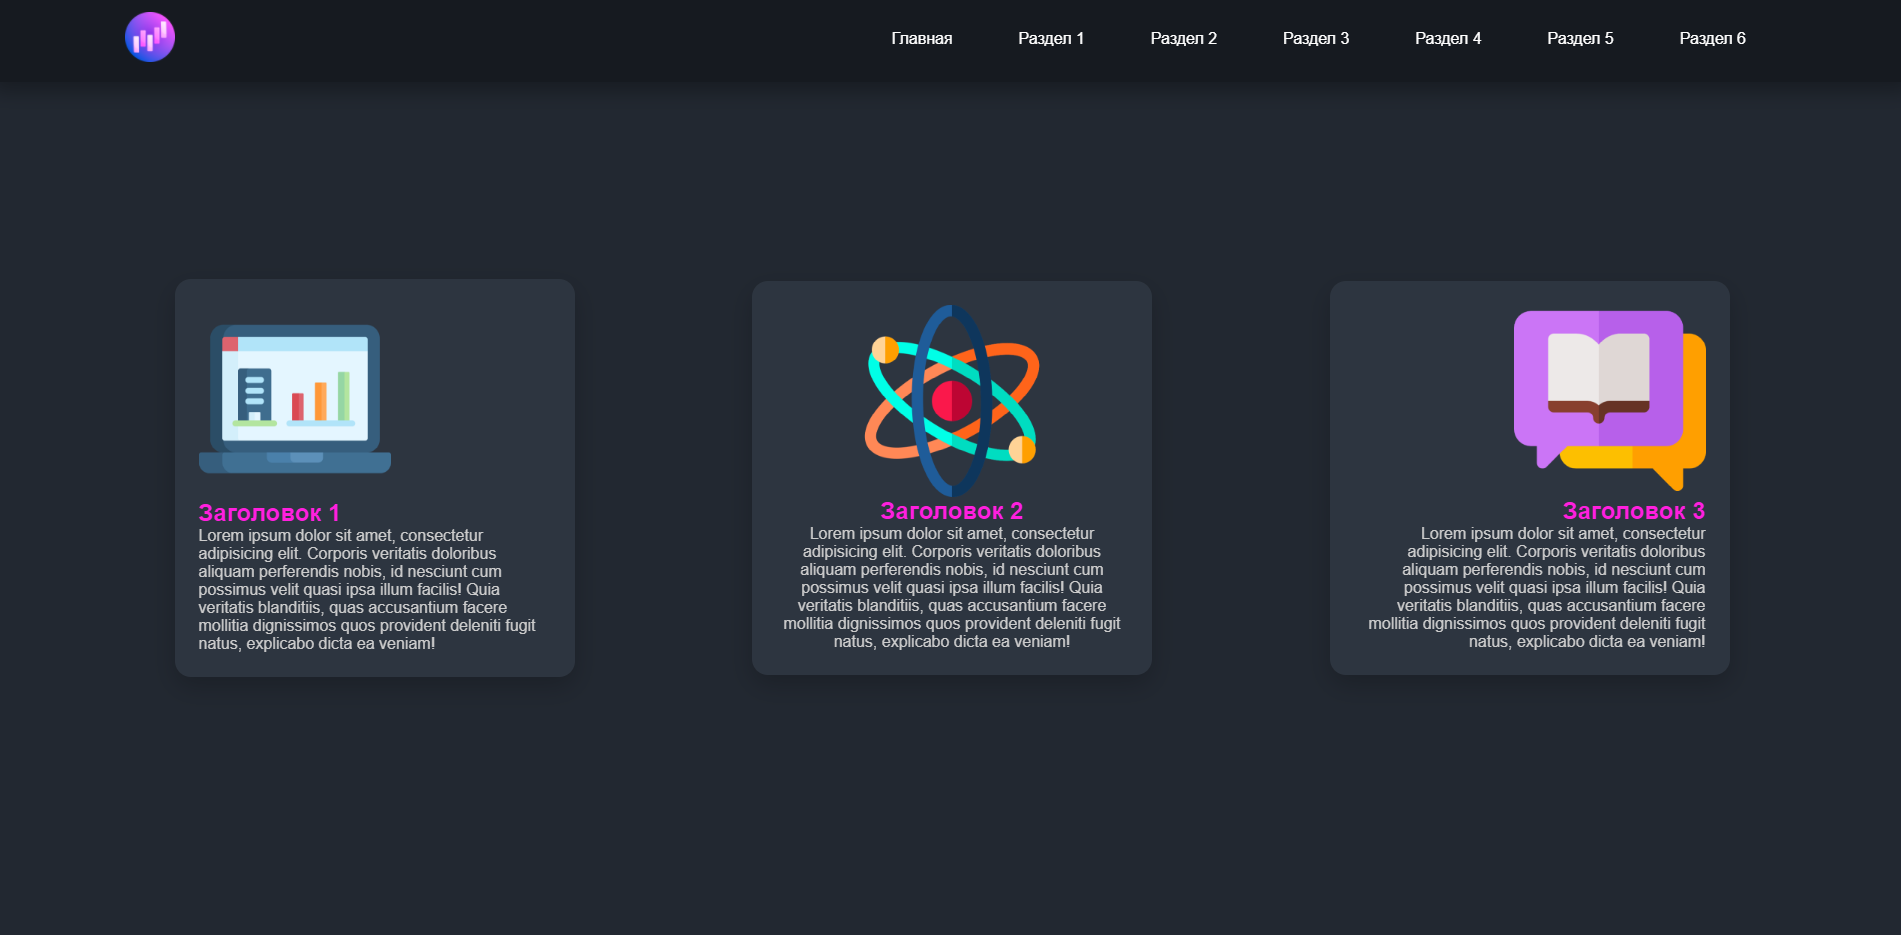 Главная Раздел 1 Раздел 2 Раздел 3 Раздел 4 Раздел 5 Раздел 6
Заголовок 1
Lorem ipsum dolor sit amet, consectetur
adipisicing elit. Corporis veritatis doloribus
aliquam perferendis nobis, id nesciunt cum
possimus velit quasi ipsa illum facilis! Quia
veritatis blanditiis, quas accusantium facere
mollitia dignissimos quos provident deleniti fugit
natus, explicabo dicta ea veniam!
Заголовок 2
Lorem ipsum dolor sit amet, consectetur
adipisicing elit. Corporis veritatis doloribus
aliquam perferendis nobis, id nesciunt cum
possimus velit quasi ipsa illum facilis! Quia
veritatis blanditiis, quas accusantium facere
mollitia dignissimos quos provident deleniti fugit
natus, explicabo dicta ea veniam!
Заголовок 3
Lorem ipsum dolor sit amet, consectetur
adipisicing elit. Corporis veritatis doloribus
aliquam perferendis nobis, id nesciunt cum
possimus velit quasi ipsa illum facilis! Quia
veritatis blanditiis, quas accusantium facere
mollitia dignissimos quos provident deleniti fugit
natus, explicabo dicta ea veniam!